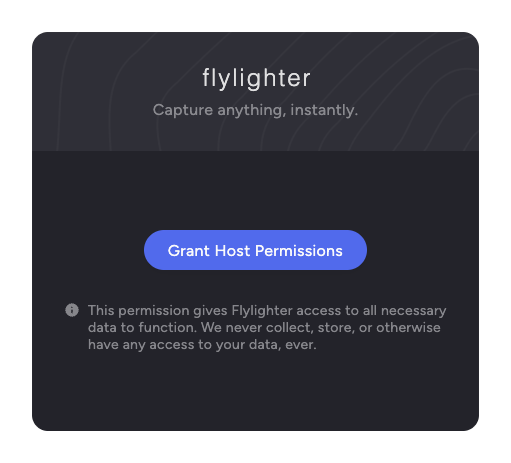 flylighter
Capture anything, instantly.
Grant Host Permissions
This permission gives Flylighter access to all necessary
data to function. We never collect, store, or otherwise
have any access to your data, ever.